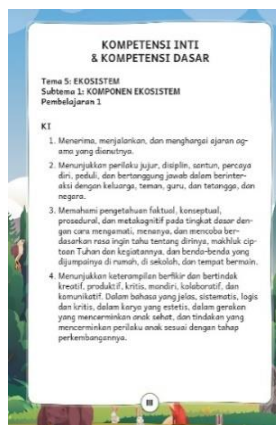 KOMPETENSI INTI
& KOMPETENSI DASAR
Tema 5: EKOSISTEM
Subtema 1: KOMPONEN EKOSISTEM
Pembelajaran 1
KI
1. Menerima, menjalankan, dan menghargai ajaran ag-
ama yang dianutnya.
2. Menunjukkan perilaku jujur, disiplin, santun, percaya
diri, peduli, dan bertanggung jawab dalam berinter-
aksi dengan keluarga, teman, guru, dan tetangga, dan
negara.
3. Memahami pengetahuan faktual, konseptual,
prosedural, dan metakognitif pada tingkat dasar den-
gan cara mengamati, menanya, dan mencoba ber-
dasarkan rasa ingin tahu tentang dirinya, makhluk cip-
taan Tuhan dan kegiatannya, dan benda-benda yang
dijumpainya di rumah, di sekolah, dan tempat bermain.
4. Menunjukkan keterampilan berfikir dan bertindak
kreatif, produktif, kritis, mandiri, kolaboratif, dan
komunikatif. Dalam bahasa yang jelas, sistematis, logis
dan kritis, dalam karya yang estetis, dalam gerakan
yang mencerminkan anak sehat, dan tindakan yang
mencerminkan perilaku anak sesuai dengan tahap
perkembangannya.